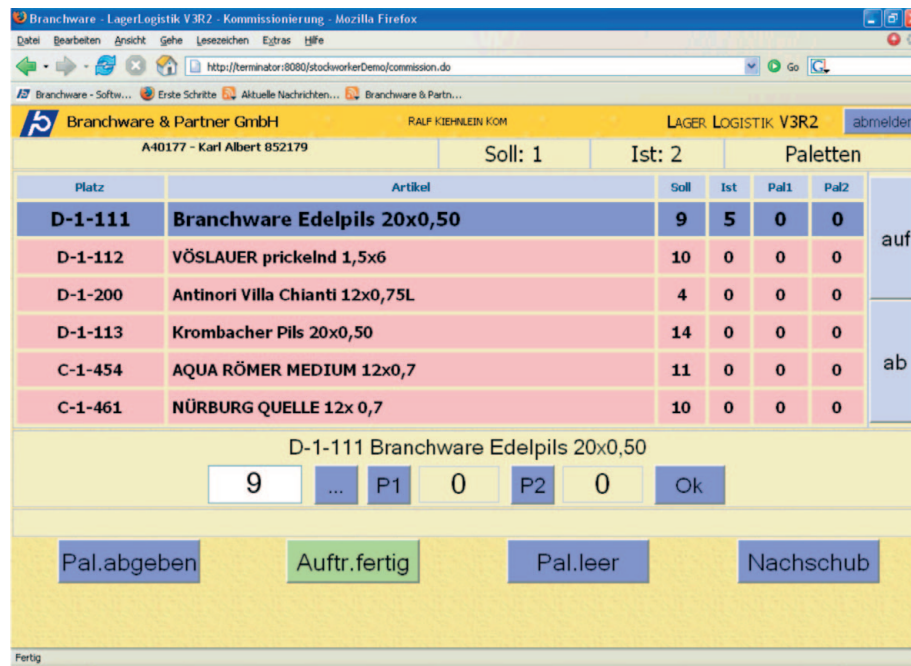 Branchware - LagerLogistik V3R2 - Kommissionierung - Mozilla Firefox
Datei Bearbeiten Ansicht Gehe Lesezeichen Extras Hilfe
http://terminator:8080/stockworkerDemo/commission.do Go
Branchware - Softw... Erste Schritte Aktuelle Nachrichten... Branchware & Partn...
Branchware & Partner GmbH RALF KIEHNLEIN KOM LAGER LOGISTIK V3R2 abmelden
A40177 - Karl Albert 852179 Soll: 1 Ist: 2 Paletten
Platz Artikel Soll Ist Pal1 Pal2
D-1-111 Branchware Edelpils 20x0,50 9 5 0 0
auf
D-1-112 VÖSLAUER prickelnd 1,5x6 10 0 0 0
D-1-200 Antinori Villa Chianti 12x0,75L 4 0 0 0
D-1-113 Krombacher Pils 20x0,50 14 0 0 0
C-1-454 AQUA RÖMER MEDIUM 12x0,7 11 0 0 0
ab
C-1-461 NÜRBURG QUELLE 12x 0,7 10 0 0 0
D-1-111 Branchware Edelpils 20x0,50
9 ... P1 0 P2 0 Ok
Pal.abgeben Auftr.fertig Pal.leer Nachschub
Fertig